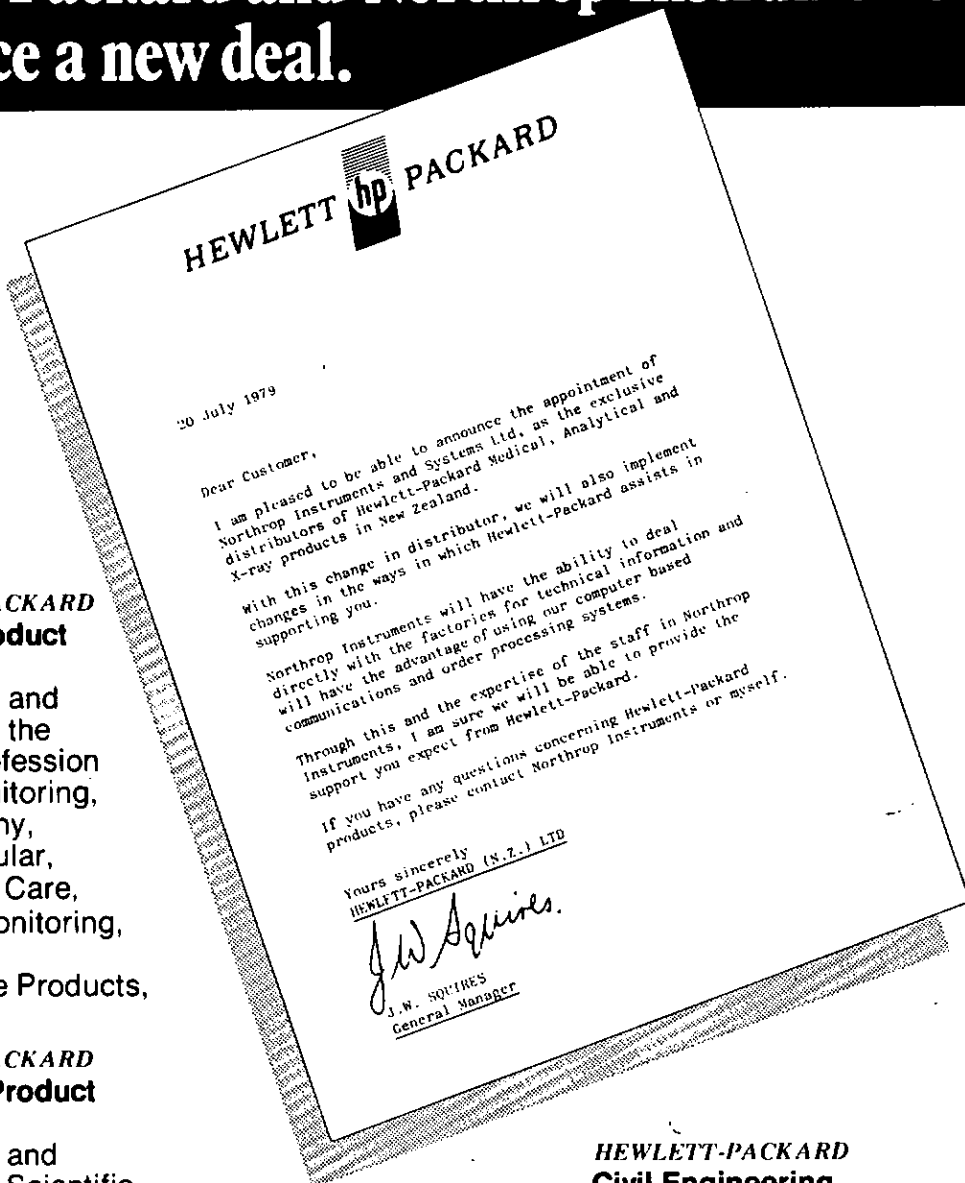 Packard and Northrop Instruments
ce a new deal.
HEWLETT hp PACKARD
20 July 1979
Dear Customer,
I am pleased to be able to announce the appointment of
Northrop Instruments and Systems Ltd, as the exclusive
distributors of Hewlett-Packard Medical, Analytical and
X-ray products in New Zealand.
With this change in distributor, we will also implement
changes in the ways in which Hewlett-Packard assists in
supporting you.
Northrop Instruments will have the ability to deal
directly with the factories for technical information and
will have the advantage of using our computer based
communications and order processing systems.
Through this and the expertise of the staff in Northrop
Instruments, I am sure we will be able to provide the
support you expect from Hewlett-Packard.
If you have any questions concerning Hewlett-Packard
products, please contact Northrop Instruments or myself.
Yours sincerely
HEWLETT-PACKARD (N.Z.) LTD
J W Squires.
J.W. SQUIRES
General Manager
CKARD
duct
and
the
fession
itoring,
ny,
ular,
Care,
onitoring,
e Products,
CKARD
Product
and
Scientific
HEWLETT-PACKARD
Civil Engineering